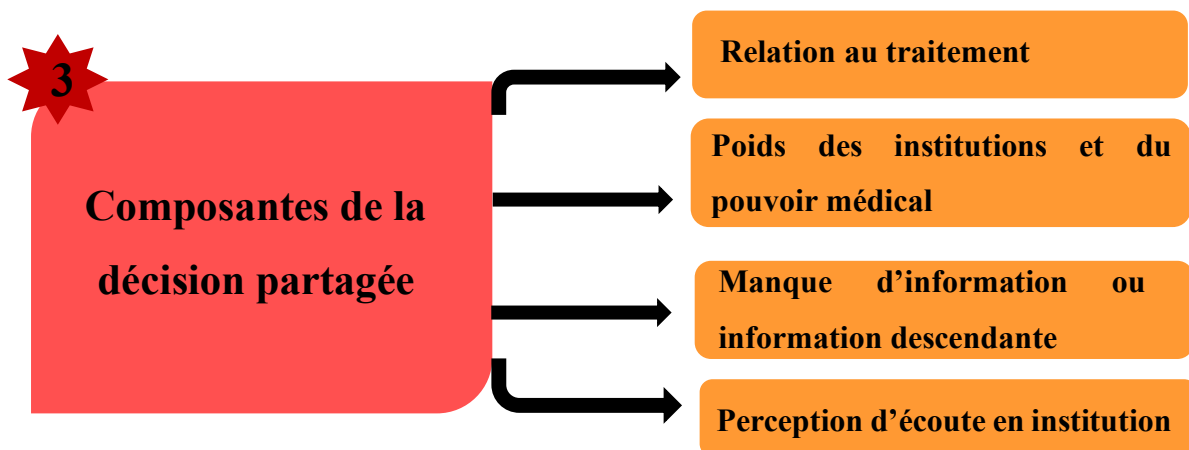 3
Composantes de la
décision partagée
Relation au traitement
Poids des institutions et du
pouvoir médical
Manque d’information ou
information descendante
Perception d’écoute en institution